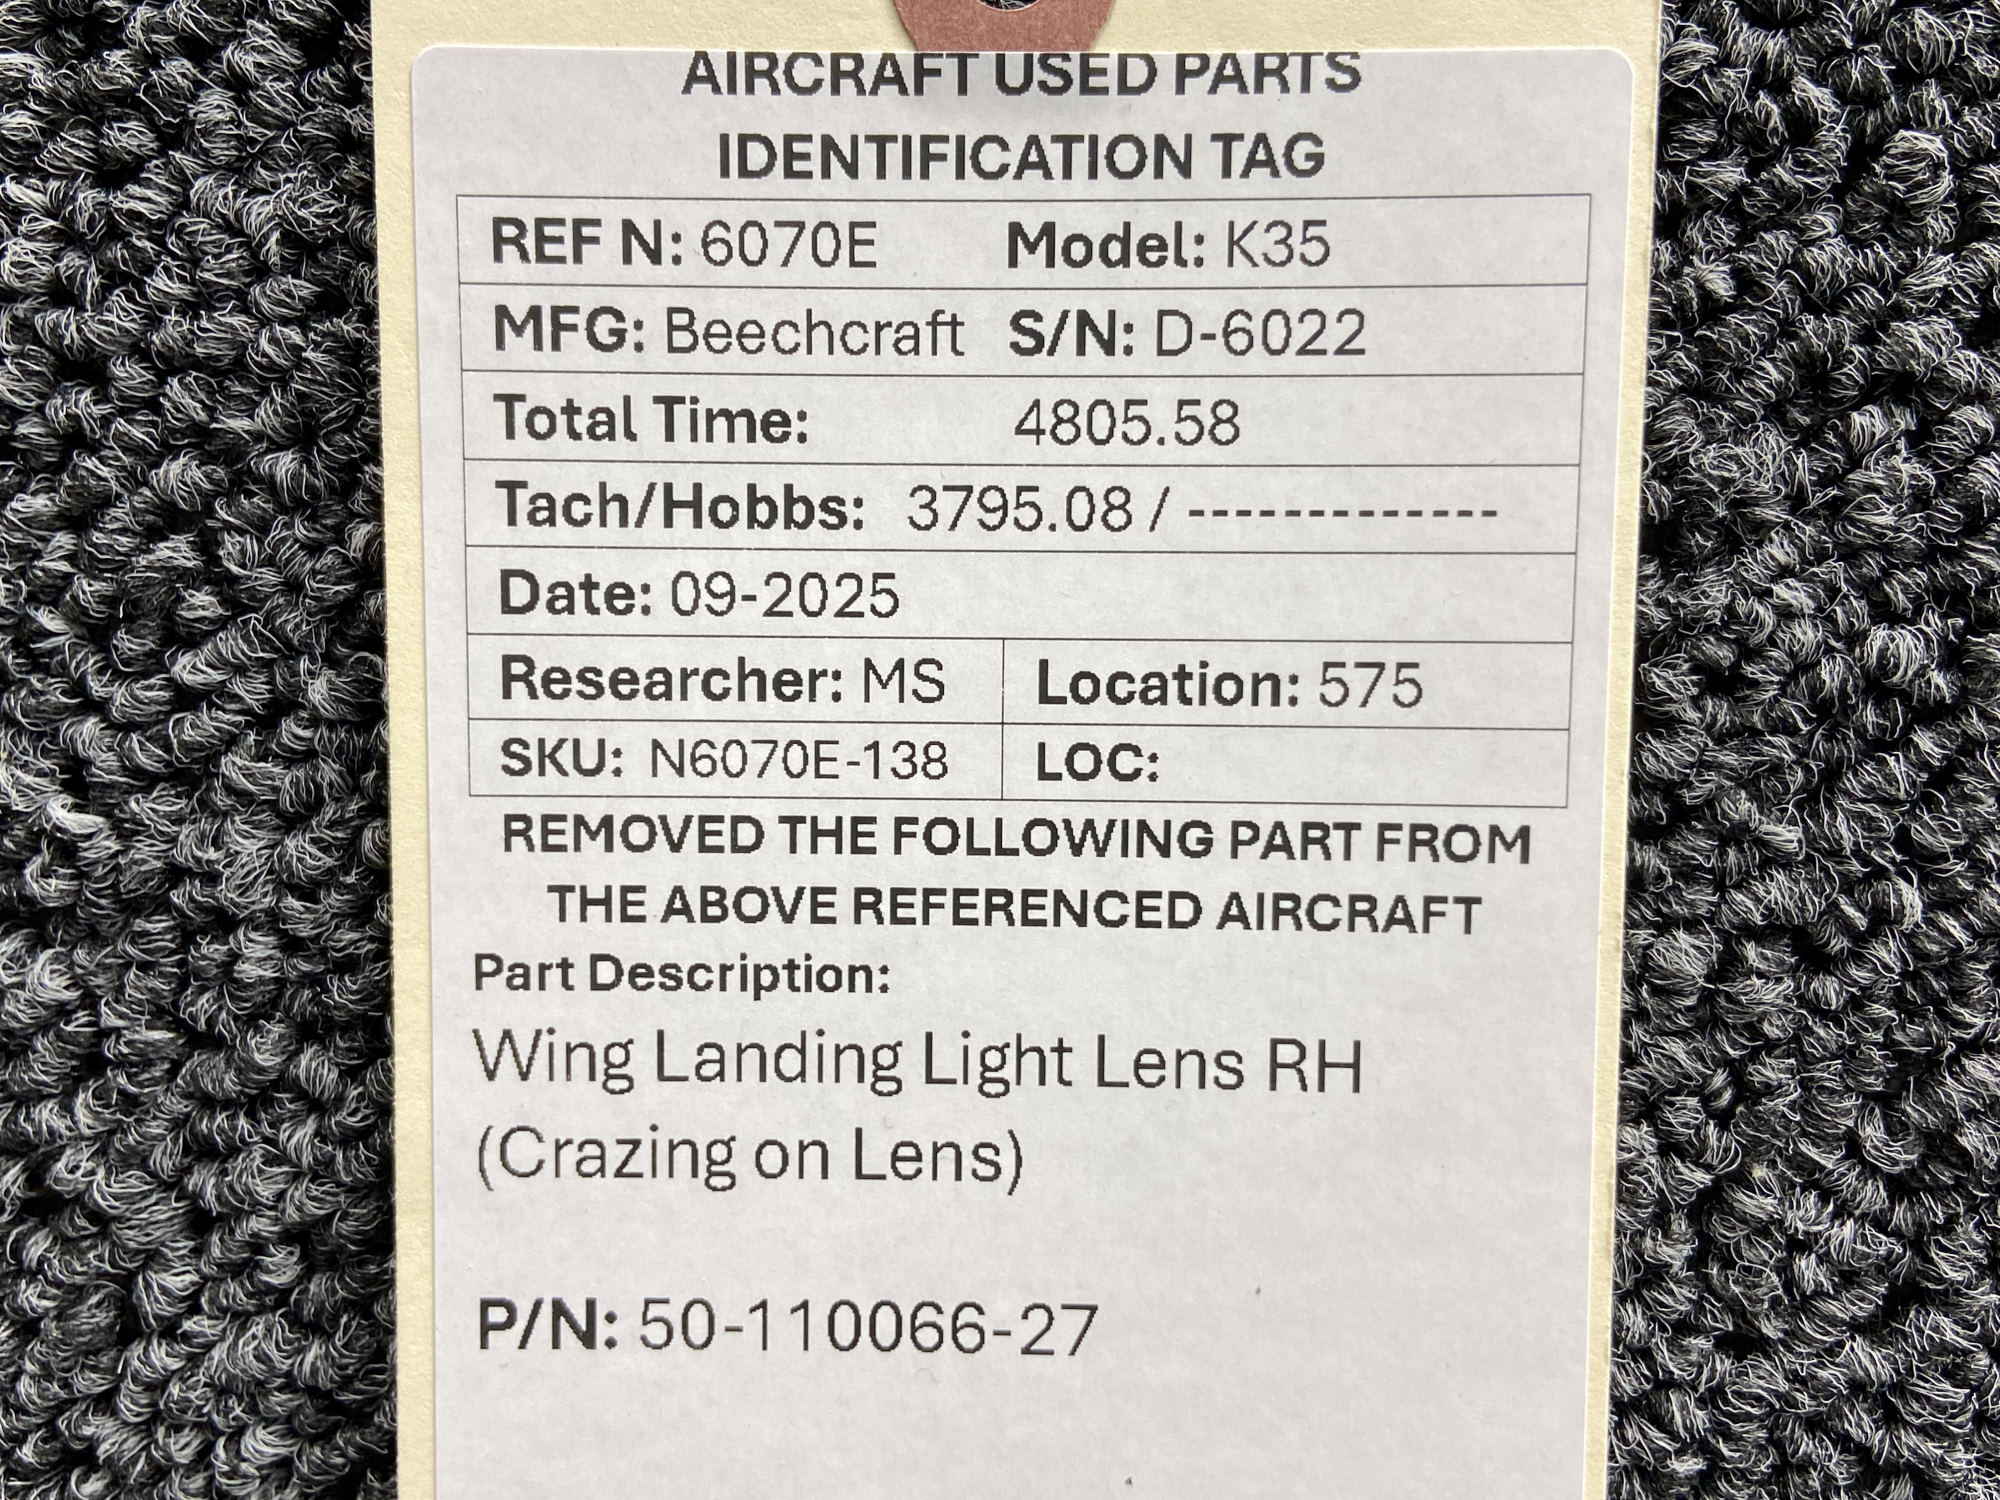 AIRCRAFT USED PARTS
IDENTIFICATION TAG
REF N: 6070E Model: K35
MFG: Beechcraft S/N: D-6022
Total Time: 4805.58
Tach/Hobbs: 3795.08 / -------------
Date: 09-2025
Researcher: MS Location: 575
SKU: N6070E-138 LOC:
REMOVED THE FOLLOWING PART FROM
THE ABOVE REFERENCED AIRCRAFT
Part Description:
Wing Landing Light Lens RH
(Crazing on Lens)
P/N: 50-110066-27